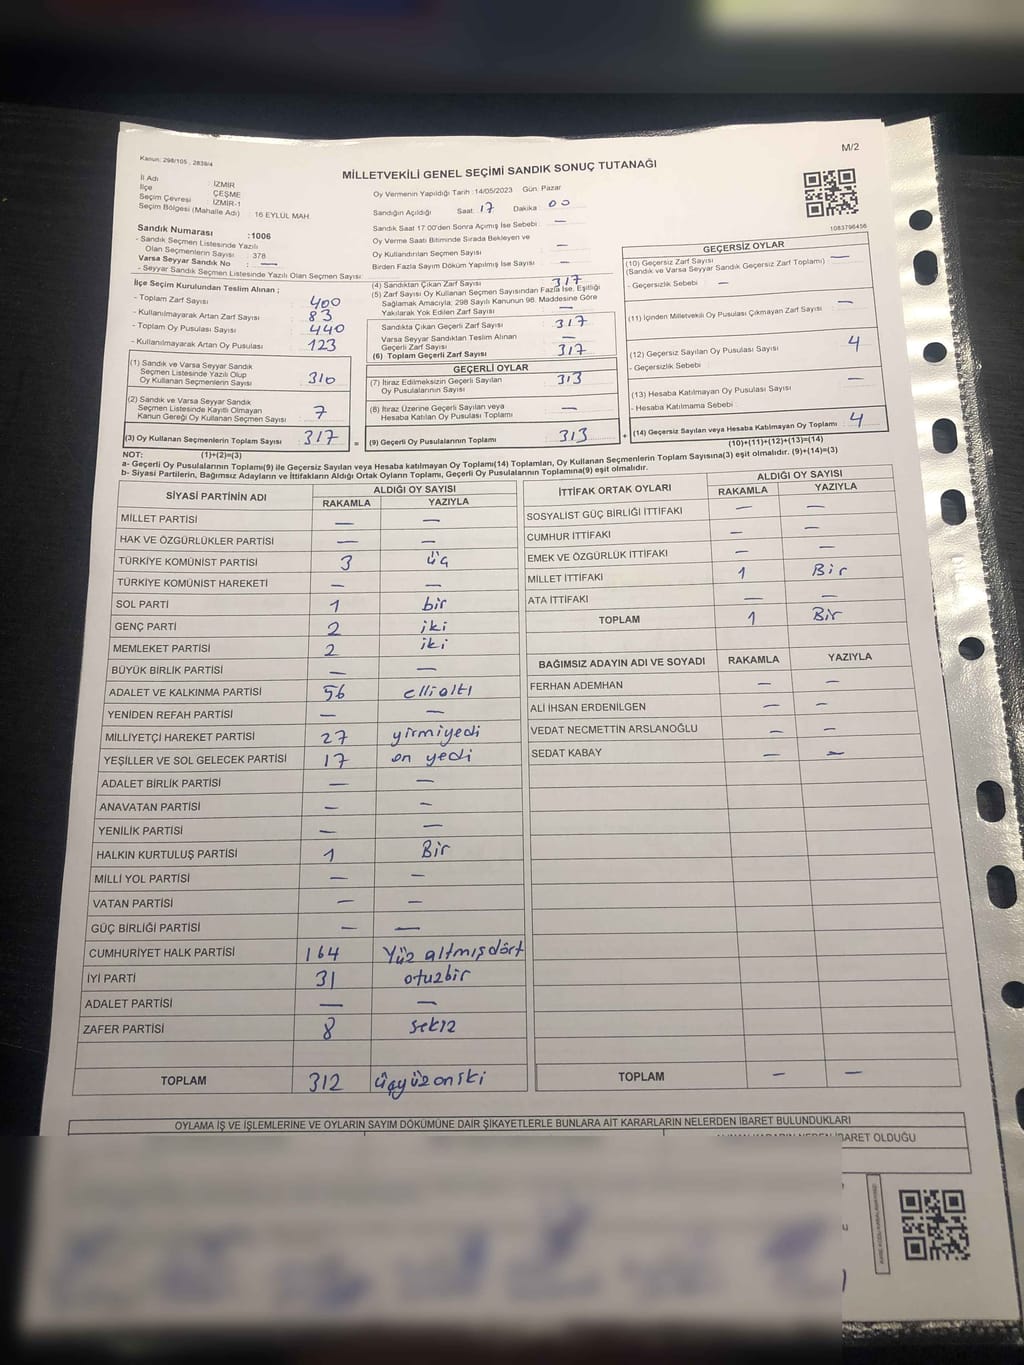 Kanun: 298/105 , 2839/4
M/2
MİLLETVEKİLİ GENEL SEÇİMİ SANDIK SONUÇ TUTANAĞI
İl Adı : İZMİR
İlçe : ÇEŞME
Seçim Çevresi : İZMİR-1
Seçim Bölgesi (Mahalle Adı) : 16 EYLÜL MAH.
Sandık Numarası :1006
- Sandık Seçmen Listesinde Yazılı
Olan Seçmenlerin Sayısı : 378
Varsa Seyyar Sandık No : —
- Seyyar Sandık Seçmen Listesinde Yazılı Olan Seçmen Sayısı:
Oy Vermenin Yapıldığı Tarih :14/05/2023 Gün: Pazar
Sandığın Açıldığı Saat: 17 Dakika: 00
Sandık Saat 17.00'den Sonra Açımış İse Sebebi: —
Oy Verme Saati Bitiminde Sırada Bekleyen ve
Oy Kullandırılan Seçmen Sayısı —
Birden Fazla Sayım Döküm Yapılmış İse Sayısı —
1083796456
İlçe Seçim Kurulundan Teslim Alınan ;
- Toplam Zarf Sayısı : 400
- Kullanılmayarak Artan Zarf Sayısı : 83
- Toplam Oy Pusulası Sayısı : 440
- Kullanılmayarak Artan Oy Pusulası : 123
(1) Sandık ve Varsa Seyyar Sandık
Seçmen Listesinde Yazılı Olup
Oy Kullanan Seçmenlerin Sayısı 310
(2) Sandık ve Varsa Seyyar Sandık
Seçmen Listesinde Kayıtlı Olmayan
Kanun Gereği Oy Kullanan Seçmen Sayısı 7
(3) Oy Kullanan Seçmenlerin Toplam Sayısı 317
(1)+(2)=(3)
(4) Sandıktan Çıkan Zarf Sayısı 317
(5) Zarf Sayısı Oy Kullanan Seçmen Sayısından Fazla İse, Eşitliği
Sağlamak Amacıyla; 298 Sayılı Kanunun 98. Maddesine Göre
Yakılarak Yok Edilen Zarf Sayısı —
Sandıkta Çıkan Geçerli Zarf Sayısı 317
Varsa Seyyar Sandıktan Teslim Alınan
Geçerli Zarf Sayısı —
(6) Toplam Geçerli Zarf Sayısı 317
GEÇERLİ OYLAR
(7) İtiraz Edilmeksizin Geçerli Sayılan
Oy Pusulalarının Sayısı 313
(8) İtiraz Üzerine Geçerli Sayılan veya
Hesaba Katılan Oy Pusulası Toplamı —
= (9) Geçerli Oy Pusulalarının Toplamı 313 +
GEÇERSİZ OYLAR
(10) Geçersiz Zarf Sayısı —
(Sandık ve Varsa Seyyar Sandık Geçersiz Zarf Toplamı)
- Geçersizlik Sebebi : —
(11) İçinden Milletvekili Oy Pusulası Çıkmayan Zarf Sayısı —
(12) Geçersiz Sayılan Oy Pusulası Sayısı 4
- Geçersizlik Sebebi :
(13) Hesaba Katılmayan Oy Pusulası Sayısı —
- Hesaba Katılmama Sebebi :
(14) Geçersiz Sayılan veya Hesaba Katılmayan Oy Toplamı 4
(10)+(11)+(12)+(13)=(14)
NOT:
a- Geçerli Oy Pusulalarının Toplamı(9) ile Geçersiz Sayılan veya Hesaba katılmayan Oy Toplamı(14) Toplamları, Oy Kullanan Seçmenlerin Toplam Sayısına(3) eşit olmalıdır. (9)+(14)=(3)
b- Siyasi Partilerin, Bağımsız Adayların ve İttifakların Aldığı Ortak Oyların Toplamı, Geçerli Oy Pusulalarının Toplamına(9) eşit olmalıdır.
SİYASİ PARTİNİN ADI ALDIĞI OY SAYISI
RAKAMLA YAZIYLA
MİLLET PARTİSİ — —
HAK VE ÖZGÜRLÜKLER PARTİSİ — —
TÜRKİYE KOMÜNİST PARTİSİ 3 üç
TÜRKİYE KOMÜNİST HAREKETİ — —
SOL PARTİ 1 bir
GENÇ PARTİ 2 iki
MEMLEKET PARTİSİ 2 iki
BÜYÜK BİRLİK PARTİSİ — —
ADALET VE KALKINMA PARTİSİ 56 ellialtı
YENİDEN REFAH PARTİSİ — —
MİLLİYETÇİ HAREKET PARTİSİ 27 yirmiyedi
YEŞİLLER VE SOL GELECEK PARTİSİ 17 on yedi
ADALET BİRLİK PARTİSİ — —
ANAVATAN PARTİSİ — —
YENİLİK PARTİSİ — —
HALKIN KURTULUŞ PARTİSİ 1 Bir
MİLLİ YOL PARTİSİ — —
VATAN PARTİSİ — —
GÜÇ BİRLİĞİ PARTİSİ — —
CUMHURİYET HALK PARTİSİ 164 Yüz altmışdört
İYİ PARTİ 31 otuzbir
ADALET PARTİSİ — —
ZAFER PARTİSİ 8 sekiz
TOPLAM 312 üçyüzoniki
İTTİFAK ORTAK OYLARI ALDIĞI OY SAYISI
RAKAMLA YAZIYLA
SOSYALİST GÜÇ BİRLİĞİ İTTİFAKI — —
CUMHUR İTTİFAKI — —
EMEK VE ÖZGÜRLÜK İTTİFAKI — —
MİLLET İTTİFAKI 1 Bir
ATA İTTİFAKI — —
TOPLAM 1 Bir
BAĞIMSIZ ADAYIN ADI VE SOYADI RAKAMLA YAZIYLA
FERHAN ADEMHAN — —
ALİ İHSAN ERDENİLGEN — —
VEDAT NECMETTİN ARSLANOĞLU — —
SEDAT KABAY — —
TOPLAM — —
OYLAMA İŞ VE İŞLEMLERİNE VE OYLARIN SAYIM DÖKÜMÜNE DAİR ŞİKAYETLERLE BUNLARA AİT KARARLARIN NELERDEN İBARET BULUNDUKLARI
İBARET OLDUĞU